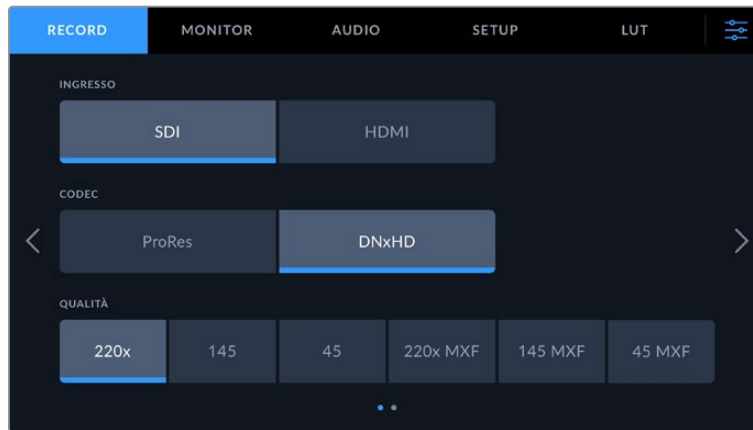 RECORD MONITOR AUDIO SETUP LUT
INGRESSO
SDI HDMI
CODEC
ProRes DNxHD
QUALITÀ
220x 145 45 220x MXF 145 MXF 45 MXF